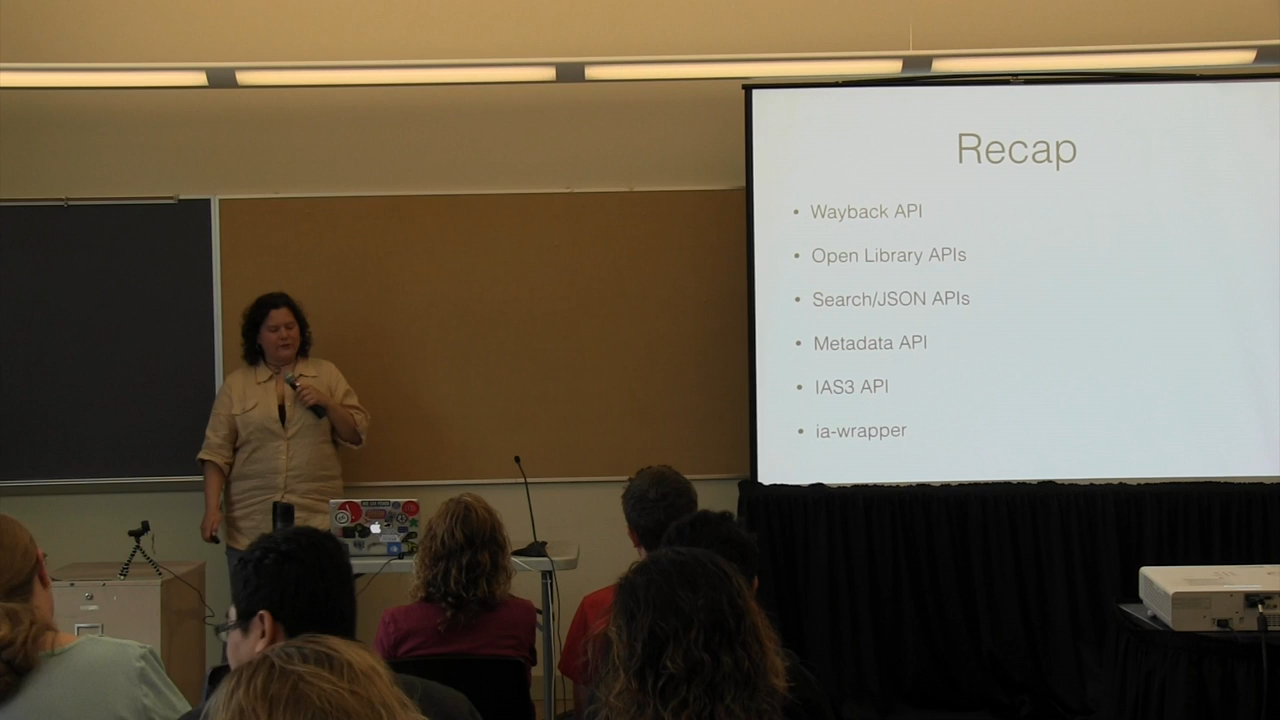 Recap
• Wayback API
• Open Library APIs
• Search/JSON APIs
• Metadata API
• IAS3 API
• ia-wrapper